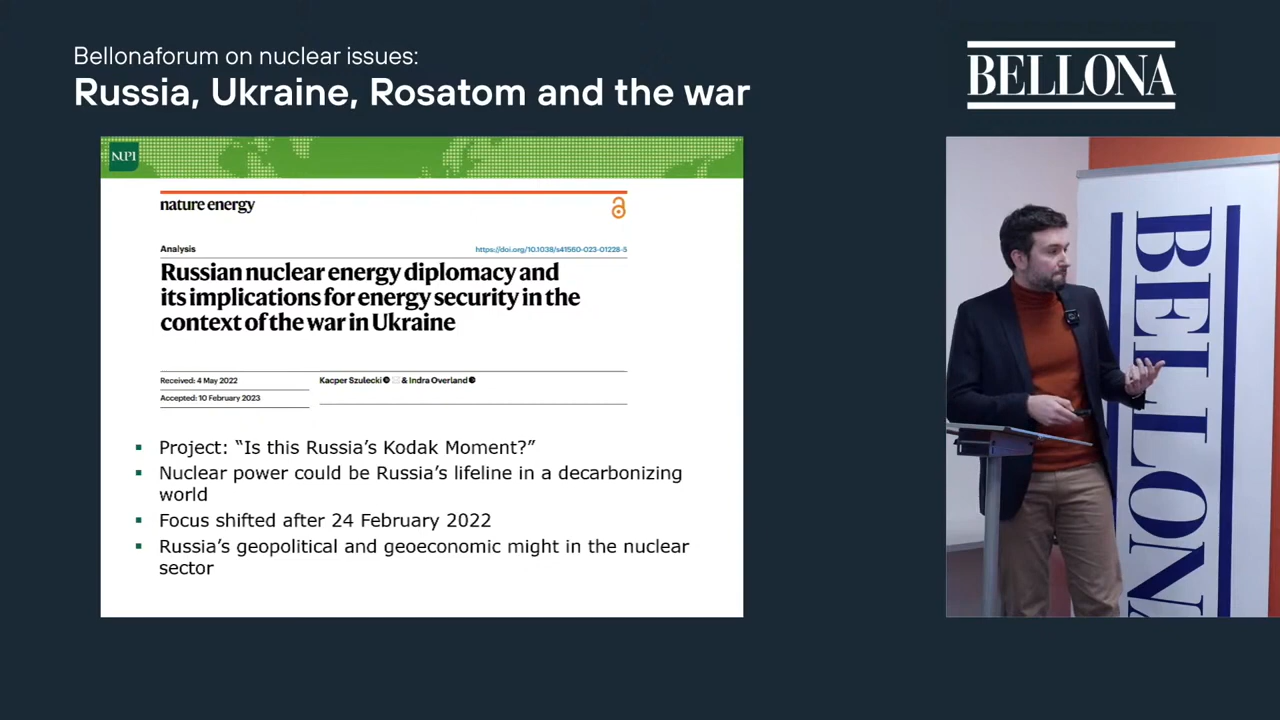 Bellonaforum on nuclear issues:
Russia, Ukraine, Rosatom and the war
BELLONA
NUPI
nature energy
Analysis
https://doi.org/10.1038/s41560-023-01228-5
Russian nuclear energy diplomacy and
its implications for energy security in the
context of the war in Ukraine
Received: 4 May 2022
Accepted: 10 February 2023
Kacper Szulecki & Indra Overland
Project: “Is this Russia’s Kodak Moment?”
Nuclear power could be Russia’s lifeline in a decarbonizing
world
Focus shifted after 24 February 2022
Russia’s geopolitical and geoeconomic might in the nuclear
sector
BELLONA